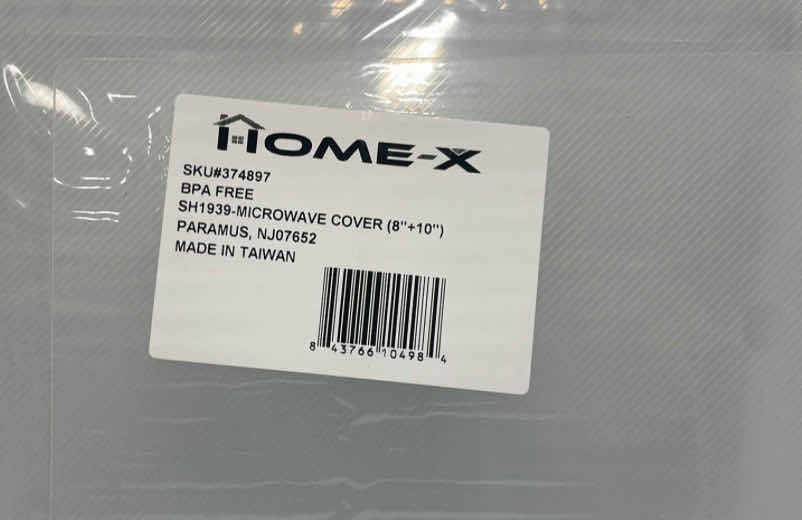 HOME-X
SKU#374897
BPA FREE
SH1939-MICROWAVE COVER (8"+10")
PARAMUS, NJ07652
MADE IN TAIWAN
8 43766 10498 4